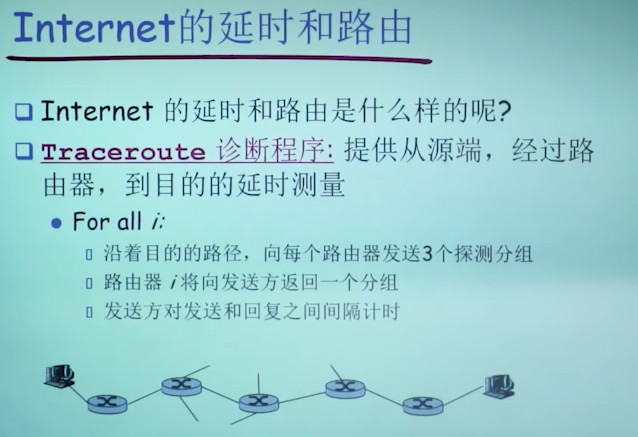 Internet的延时和路由
Internet 的延时和路由是什么样的呢?
Traceroute 诊断程序: 提供从源端，经过路
由器，到目的的延时测量
For all i:
沿着目的的路径，向每个路由器发送3个探测分组
路由器 i 将向发送方返回一个分组
发送方对发送和回复之间间隔计时